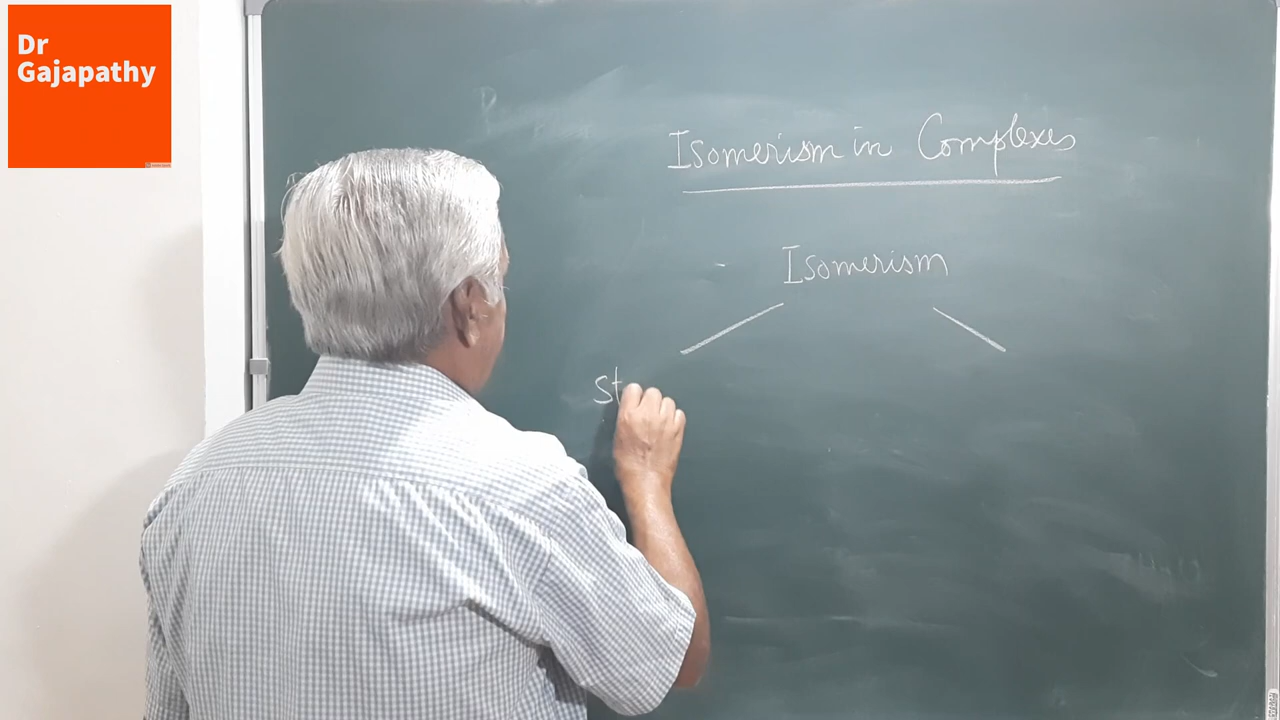 Dr
Gajapathy
Isomerism in Complexes
Isomerism
St